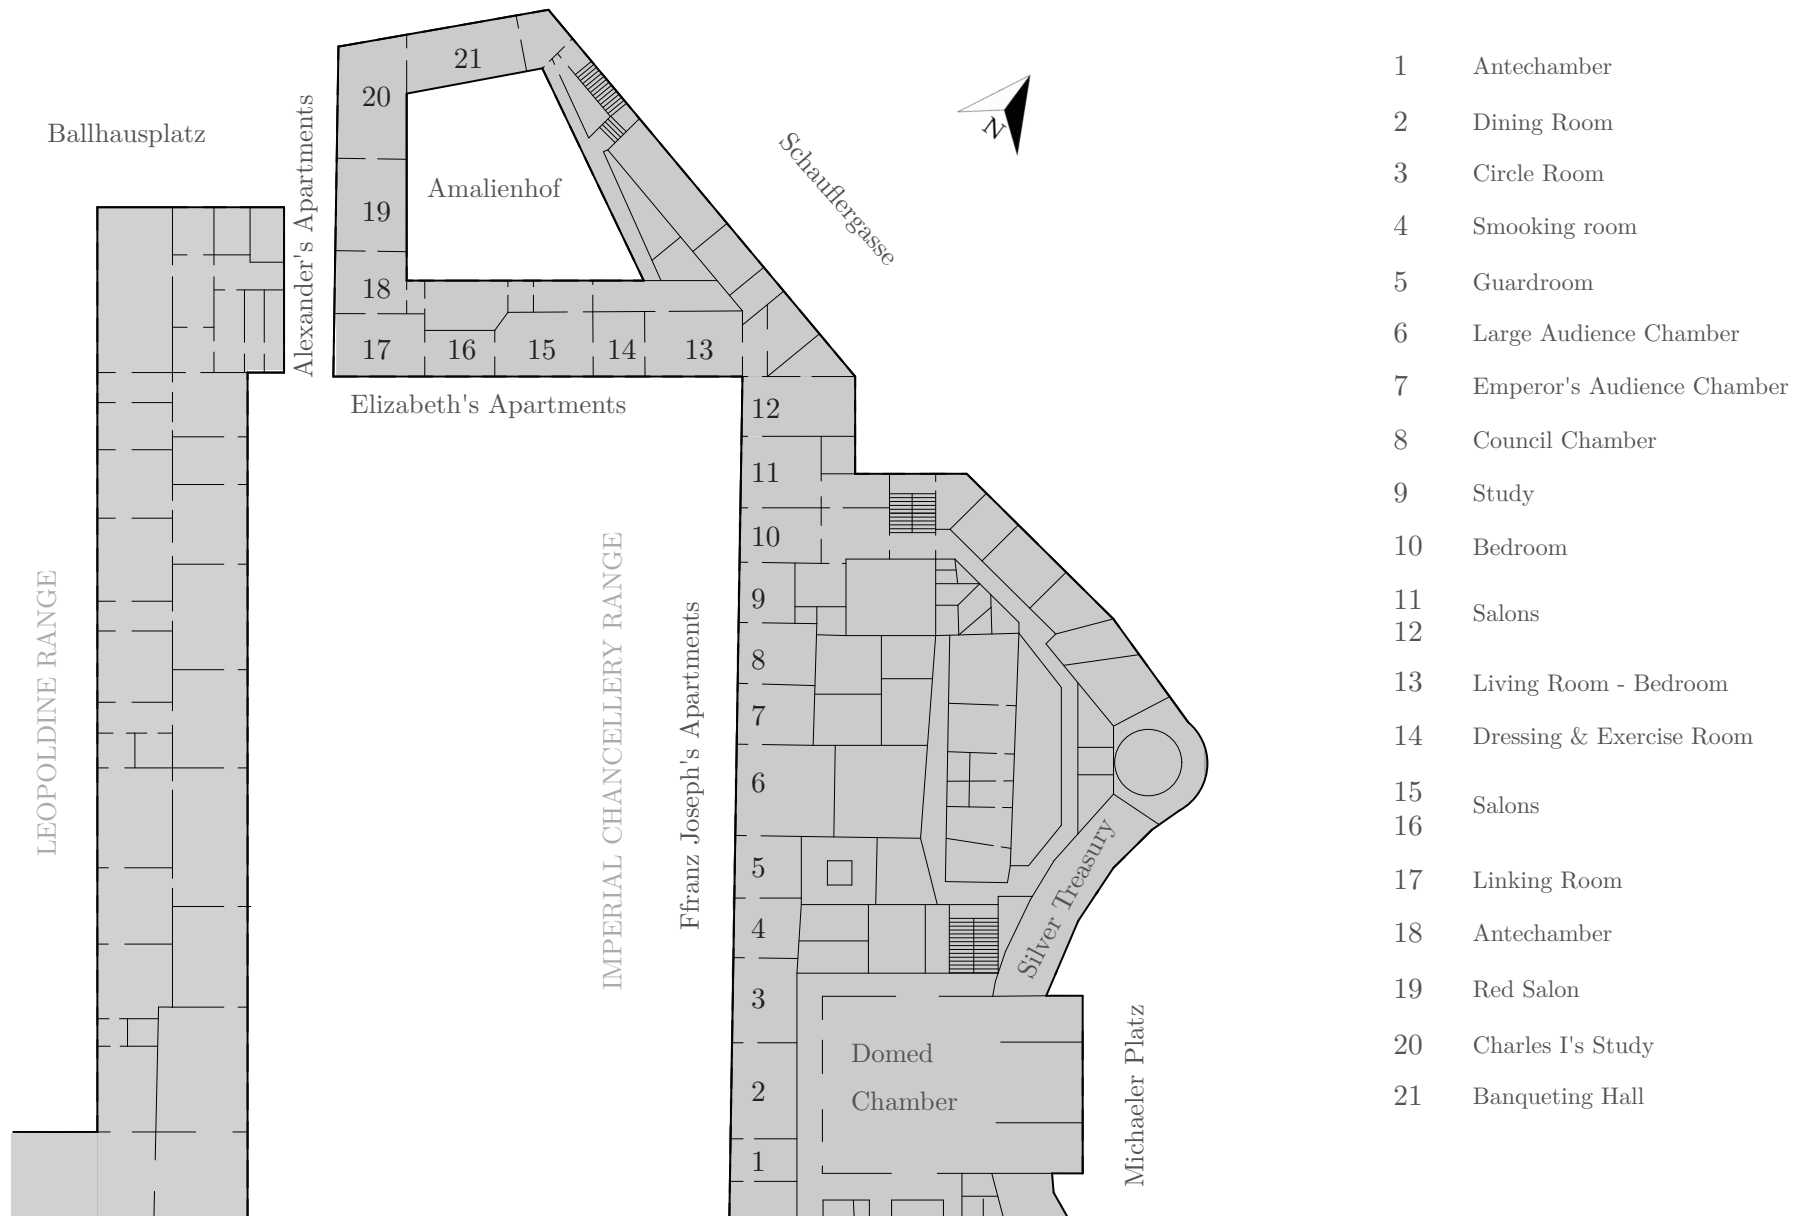 21
20
Ballhausplatz
Alexander's Apartments
Amalienhof
19
18
17
16
15
14
13
Elizabeth's Apartments
N
Schauflergasse
12
11
10
9
8
7
6
5
4
3
2
1
LEOPOLDINE RANGE
IMPERIAL CHANCELLERY RANGE
Ffranz Joseph's Apartments
Silver Treasury
Domed
Chamber
Michaeler Platz
1 Antechamber
2 Dining Room
3 Circle Room
4 Smooking room
5 Guardroom
6 Large Audience Chamber
7 Emperor's Audience Chamber
8 Council Chamber
9 Study
10 Bedroom
11
Salons
12
13 Living Room - Bedroom
14 Dressing & Exercise Room
15
Salons
16
17 Linking Room
18 Antechamber
19 Red Salon
20 Charles I's Study
21 Banqueting Hall